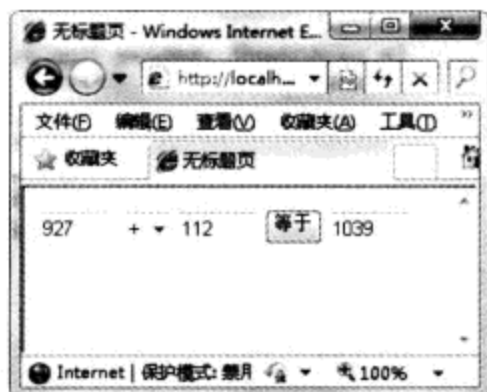 无标题页 - Windows Internet E...
http://localh...
文件(F) 编辑(E) 查看(V) 收藏夹(A) 工具(T) »
收藏夹 无标题页
927 + 112 等于 1039
Internet | 保护模式: 禁用 100%